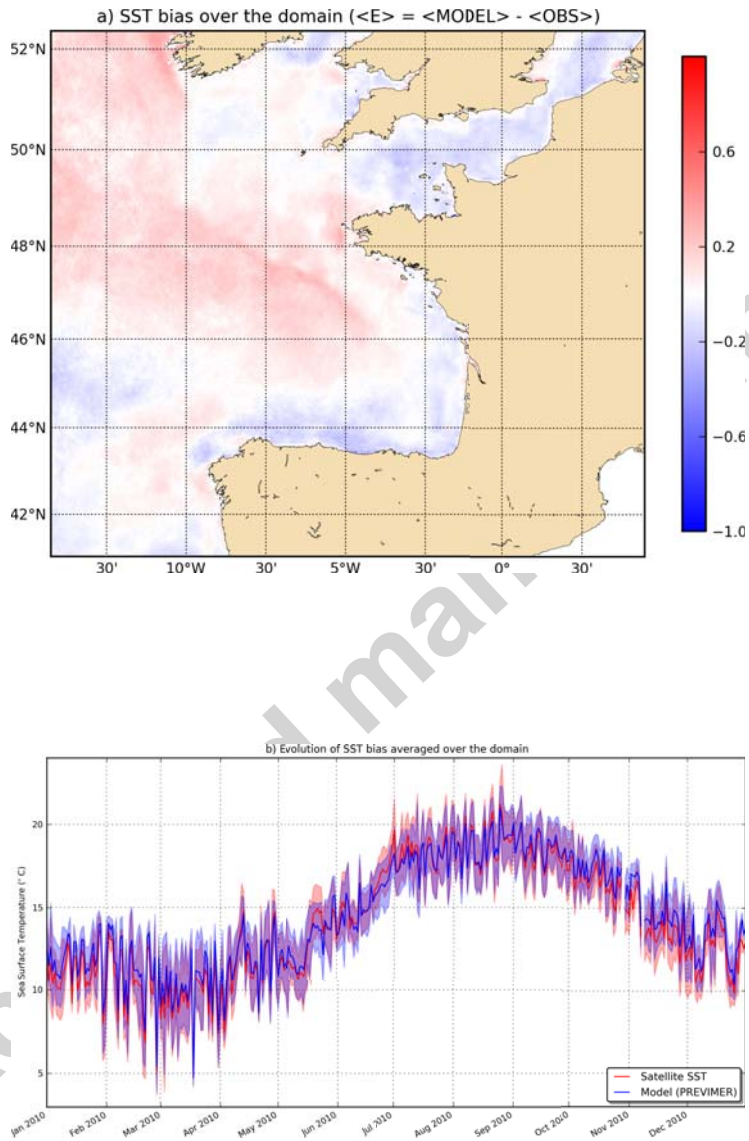 a) SST bias over the domain (<E> = <MODEL> - <OBS>)
52°N
50°N
48°N
46°N
44°N
42°N
30'
10°W
30'
5°W
30'
0°
30'
0.6
0.2
−0.2
−0.6
−1.0
d man
b) Evolution of SST bias averaged over the domain
Sea Surface Temperature (° C)
20
15
10
5
Satellite SST
Model (PREVIMER)
Jan 2010
Feb 2010
Mar 2010
Apr 2010
May 2010
Jun 2010
Jul 2010
Aug 2010
Sep 2010
Oct 2010
Nov 2010
Dec 2010